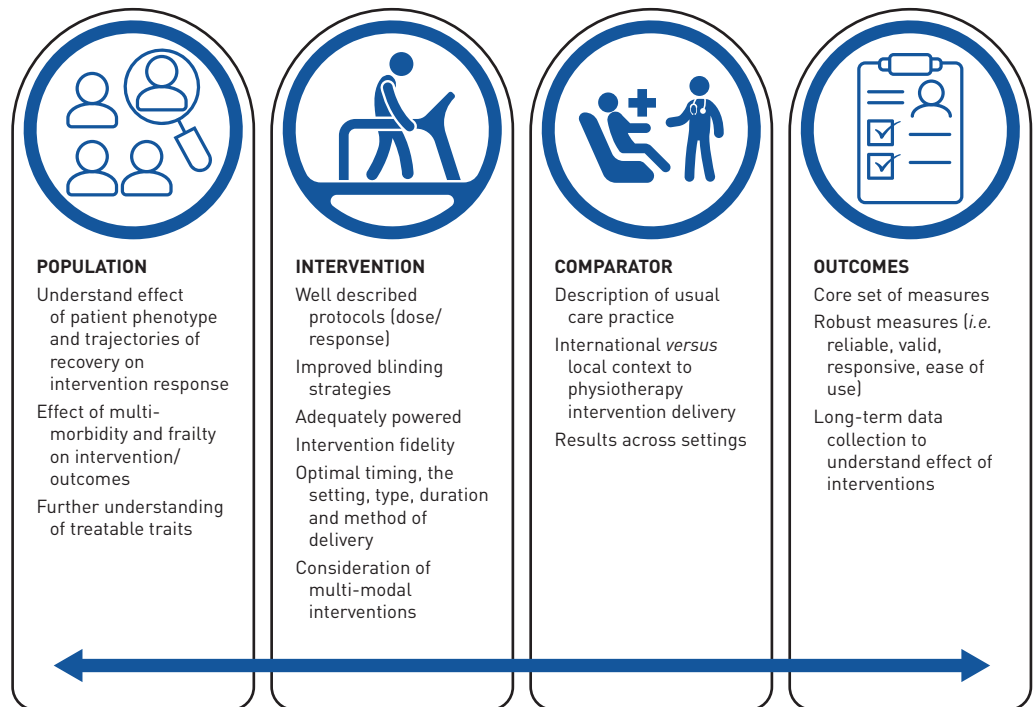 POPULATION
Understand effect
of patient phenotype
and trajectories of
recovery on
intervention response
Effect of multi-
morbidity and frailty
on intervention/
outcomes
Further understanding
of treatable traits
INTERVENTION
Well described
protocols (dose/
response)
Improved blinding
strategies
Adequately powered
Intervention fidelity
Optimal timing, the
setting, type, duration
and method of
delivery
Consideration of
multi-modal
interventions
COMPARATOR
Description of usual
care practice
International versus
local context to
physiotherapy
intervention delivery
Results across settings
OUTCOMES
Core set of measures
Robust measures (i.e.
reliable, valid,
responsive, ease of
use)
Long-term data
collection to
understand effect of
interventions